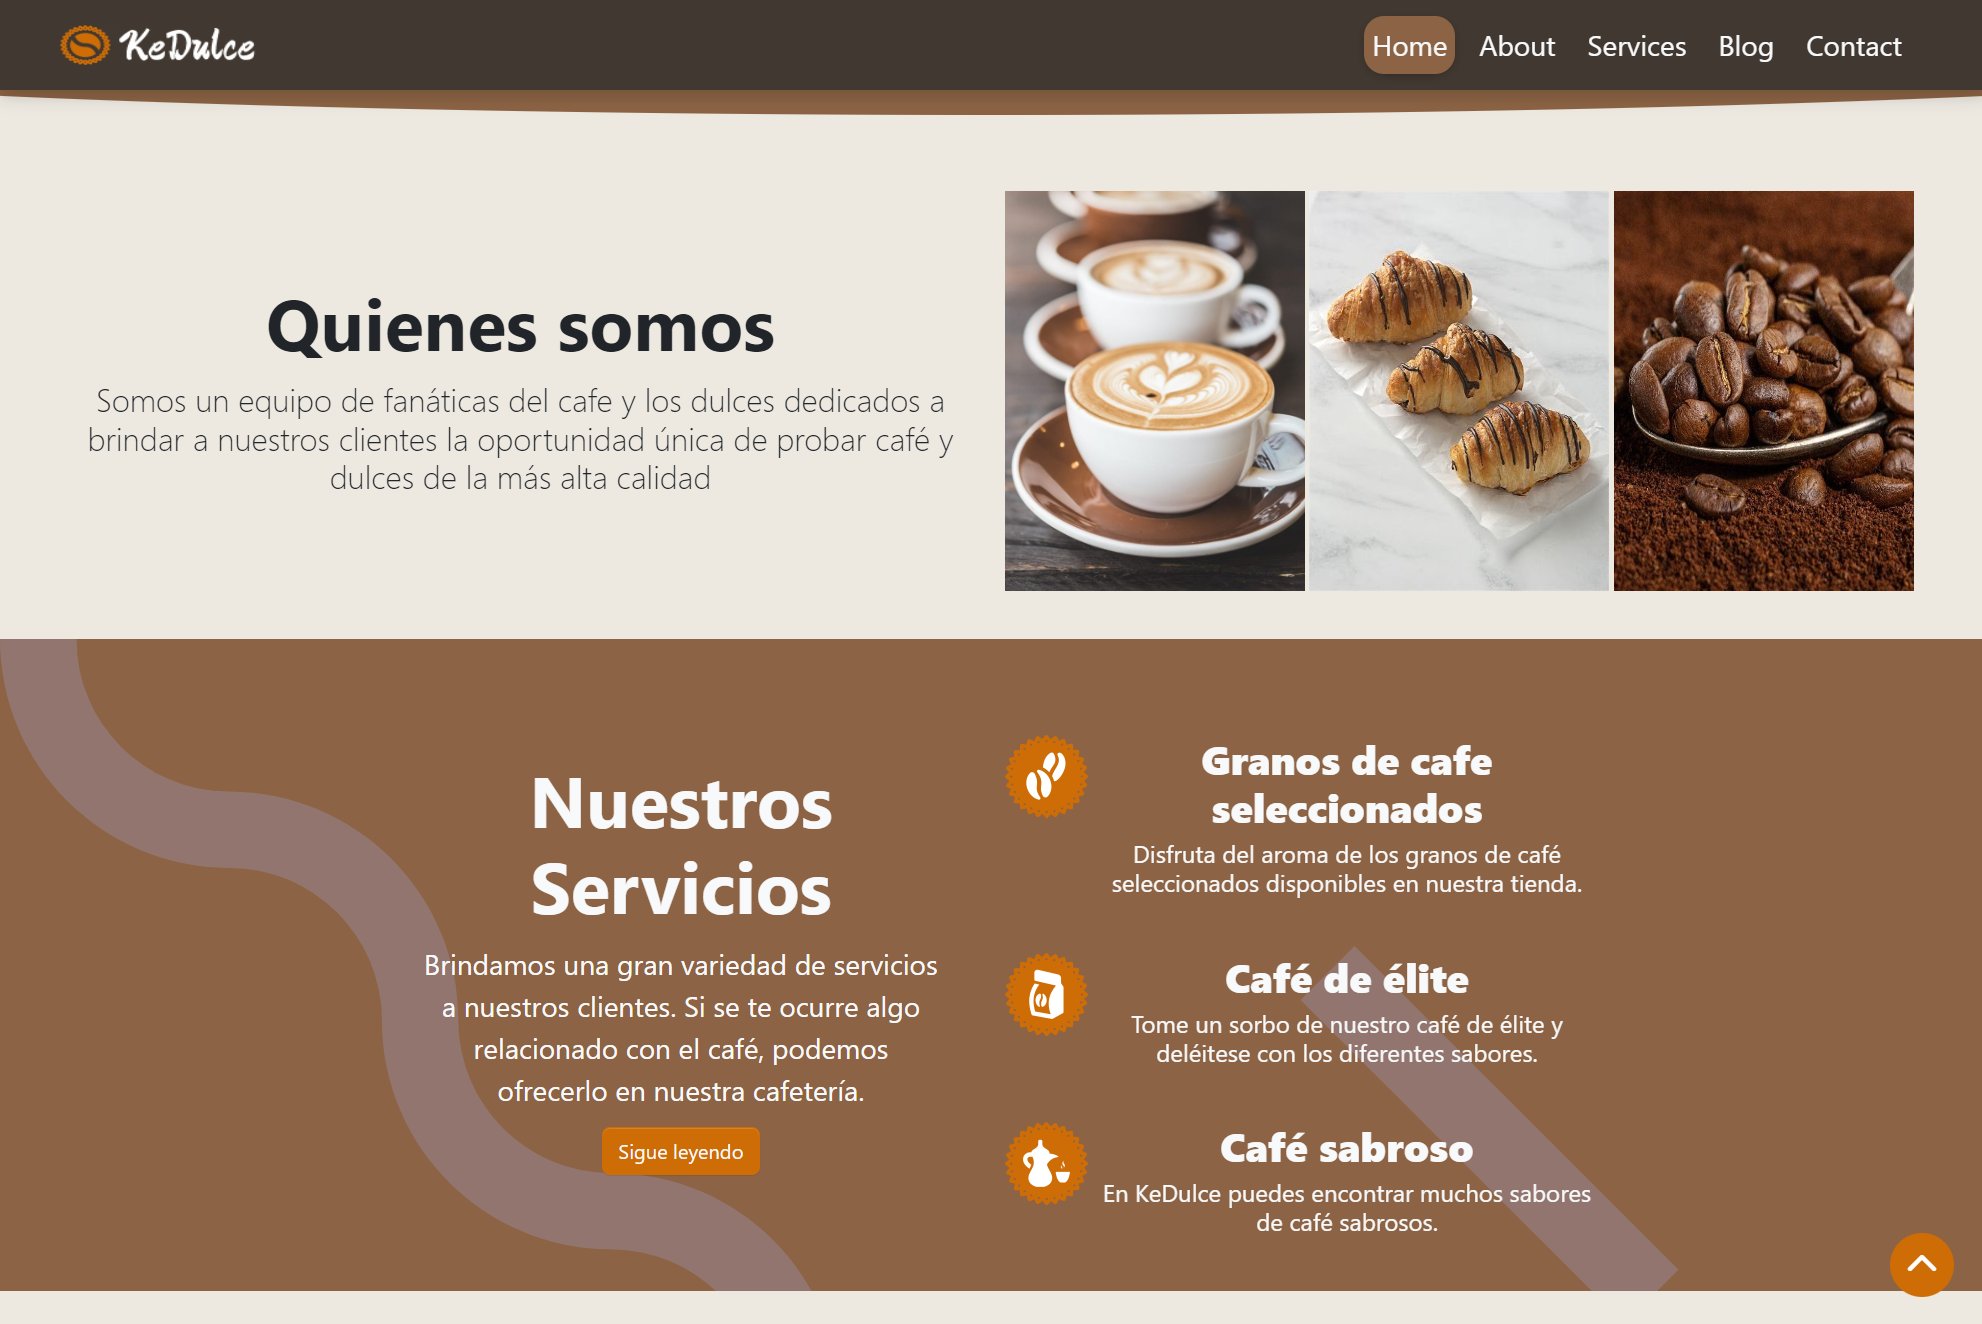 KeDulce
Home About Services Blog Contact
Quienes somos
Somos un equipo de fanáticas del cafe y los dulces dedicados a
brindar a nuestros clientes la oportunidad única de probar café y
dulces de la más alta calidad
Nuestros
Servicios
Brindamos una gran variedad de servicios
a nuestros clientes. Si se te ocurre algo
relacionado con el café, podemos
ofrecerlo en nuestra cafetería.
Sigue leyendo
Granos de cafe
seleccionados
Disfruta del aroma de los granos de café
seleccionados disponibles en nuestra tienda.
Café de élite
Tome un sorbo de nuestro café de élite y
deléitese con los diferentes sabores.
Café sabroso
En KeDulce puedes encontrar muchos sabores
de café sabrosos.